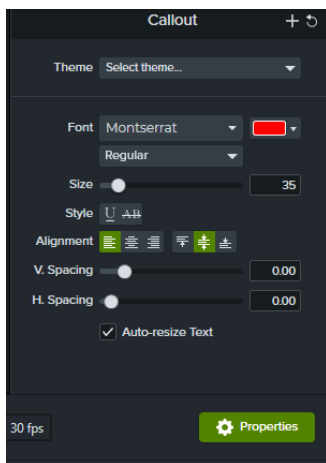 Callout
Theme Select theme...
Font Montserrat
Regular
Size 35
Style U AB
Alignment
V. Spacing 0.00
H. Spacing 0.00
Auto-resize Text
30 fps Properties